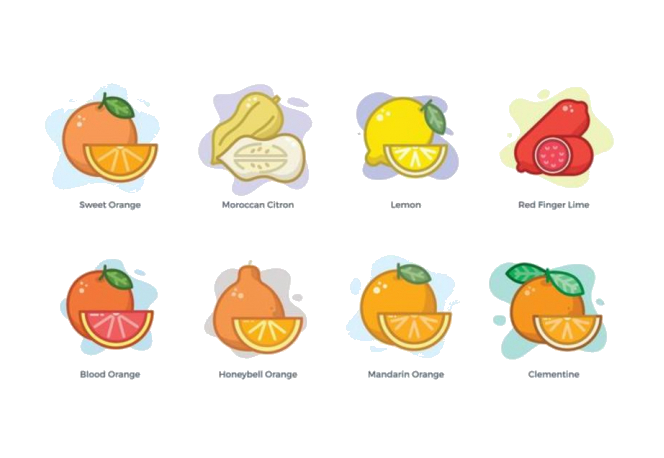 Sweet Orange
Moroccan Citron
Lemon
Red Finger Lime
Blood Orange
Honeybell Orange
Mandarin Orange
Clementine